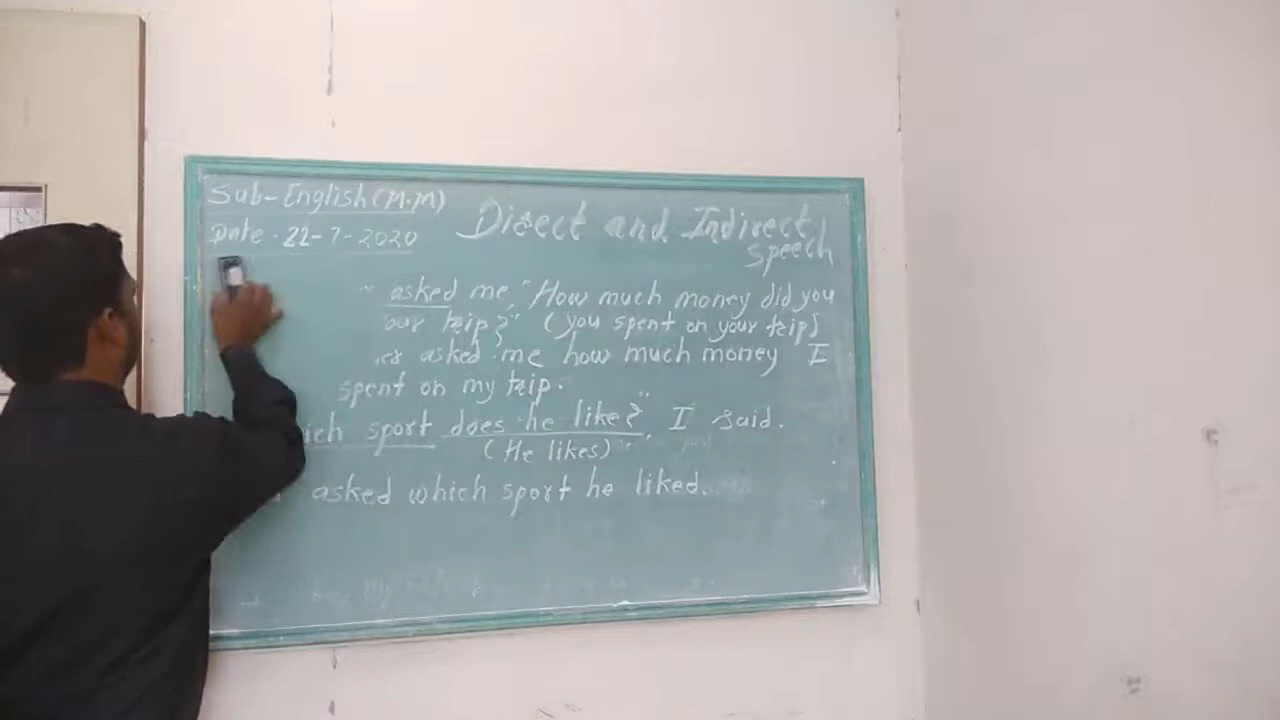 Sub-English(M.M)
Date. 22-7-2020
Direct and Indirect
Speech
asked me, "How much money did you
our trip?" (you spent on your trip)
asked me how much money I
spent on my trip.
ich sport does he like?", I said.
(He likes)
asked which sport he liked.